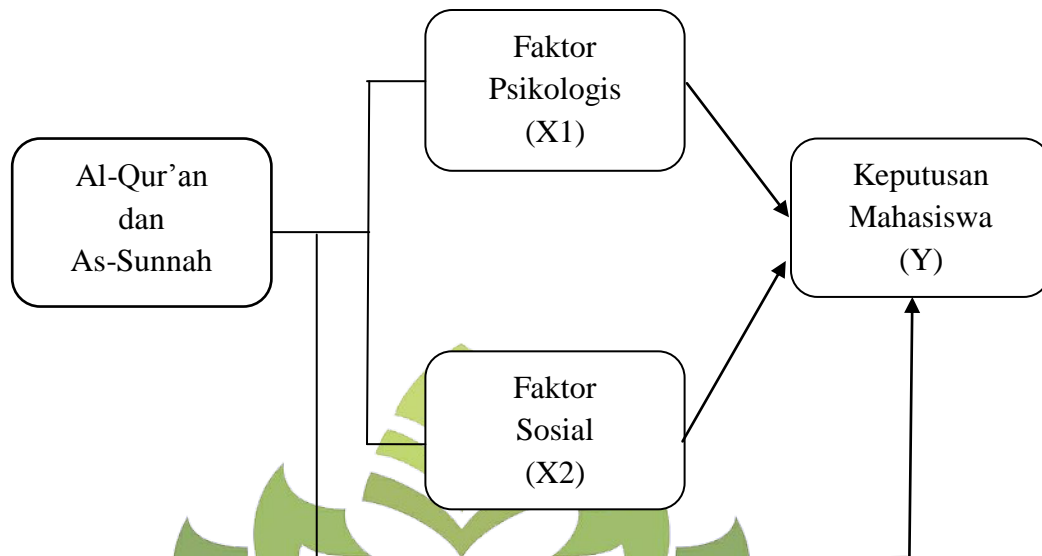 Al-Qur’an
dan
As-Sunnah
Faktor
Psikologis
(X1)
Faktor
Sosial
(X2)
Keputusan
Mahasiswa
(Y)